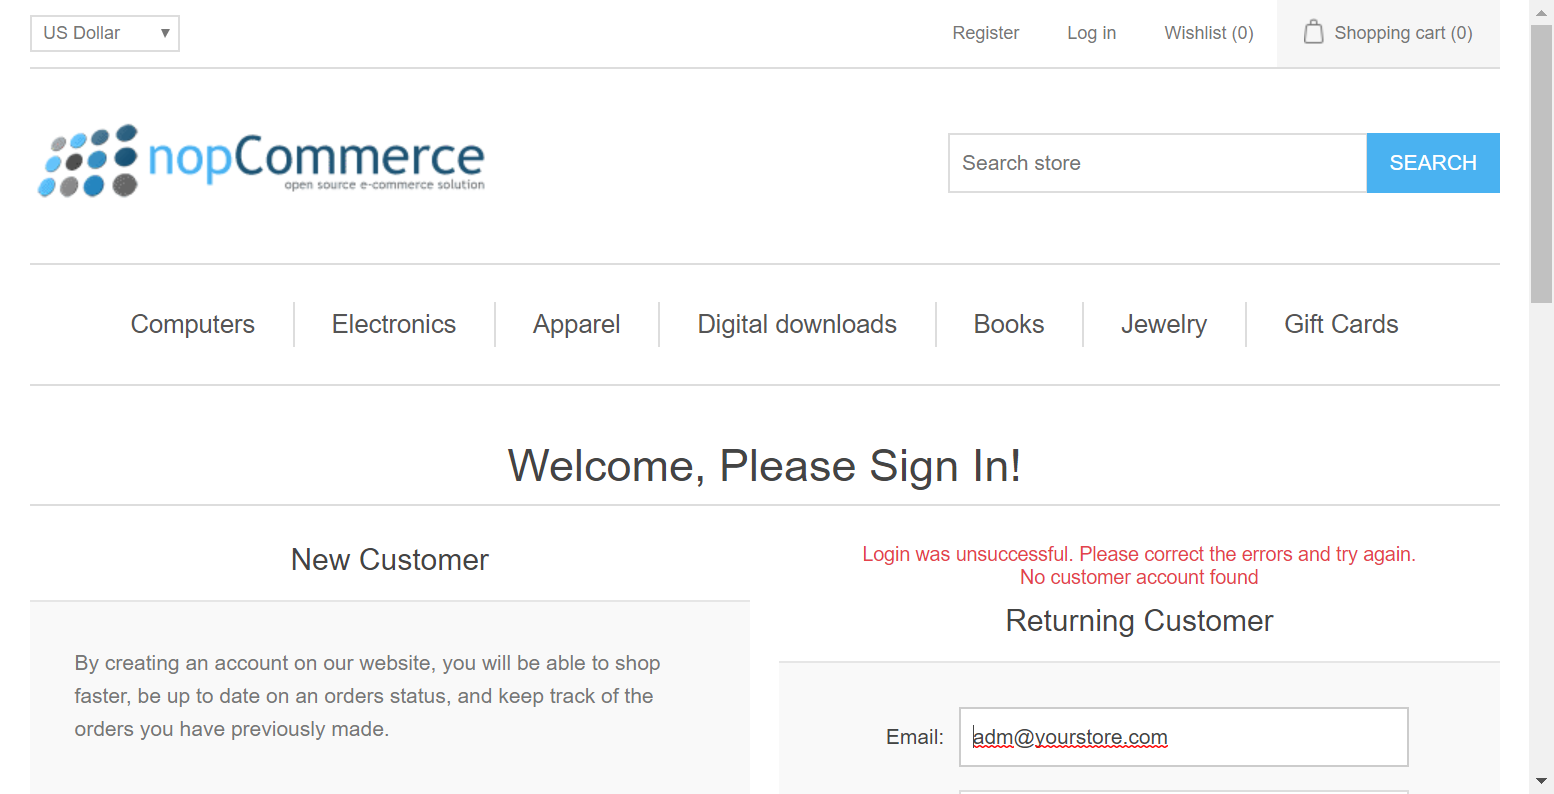 US Dollar
Register
Log in
Wishlist (0)
Shopping cart (0)
nopCommerce
open source e-commerce solution
Search store
SEARCH
Computers
Electronics
Apparel
Digital downloads
Books
Jewelry
Gift Cards
Welcome, Please Sign In!
New Customer
By creating an account on our website, you will be able to shop
faster, be up to date on an orders status, and keep track of the
orders you have previously made.
Login was unsuccessful. Please correct the errors and try again.
No customer account found
Returning Customer
Email:
adm@yourstore.com